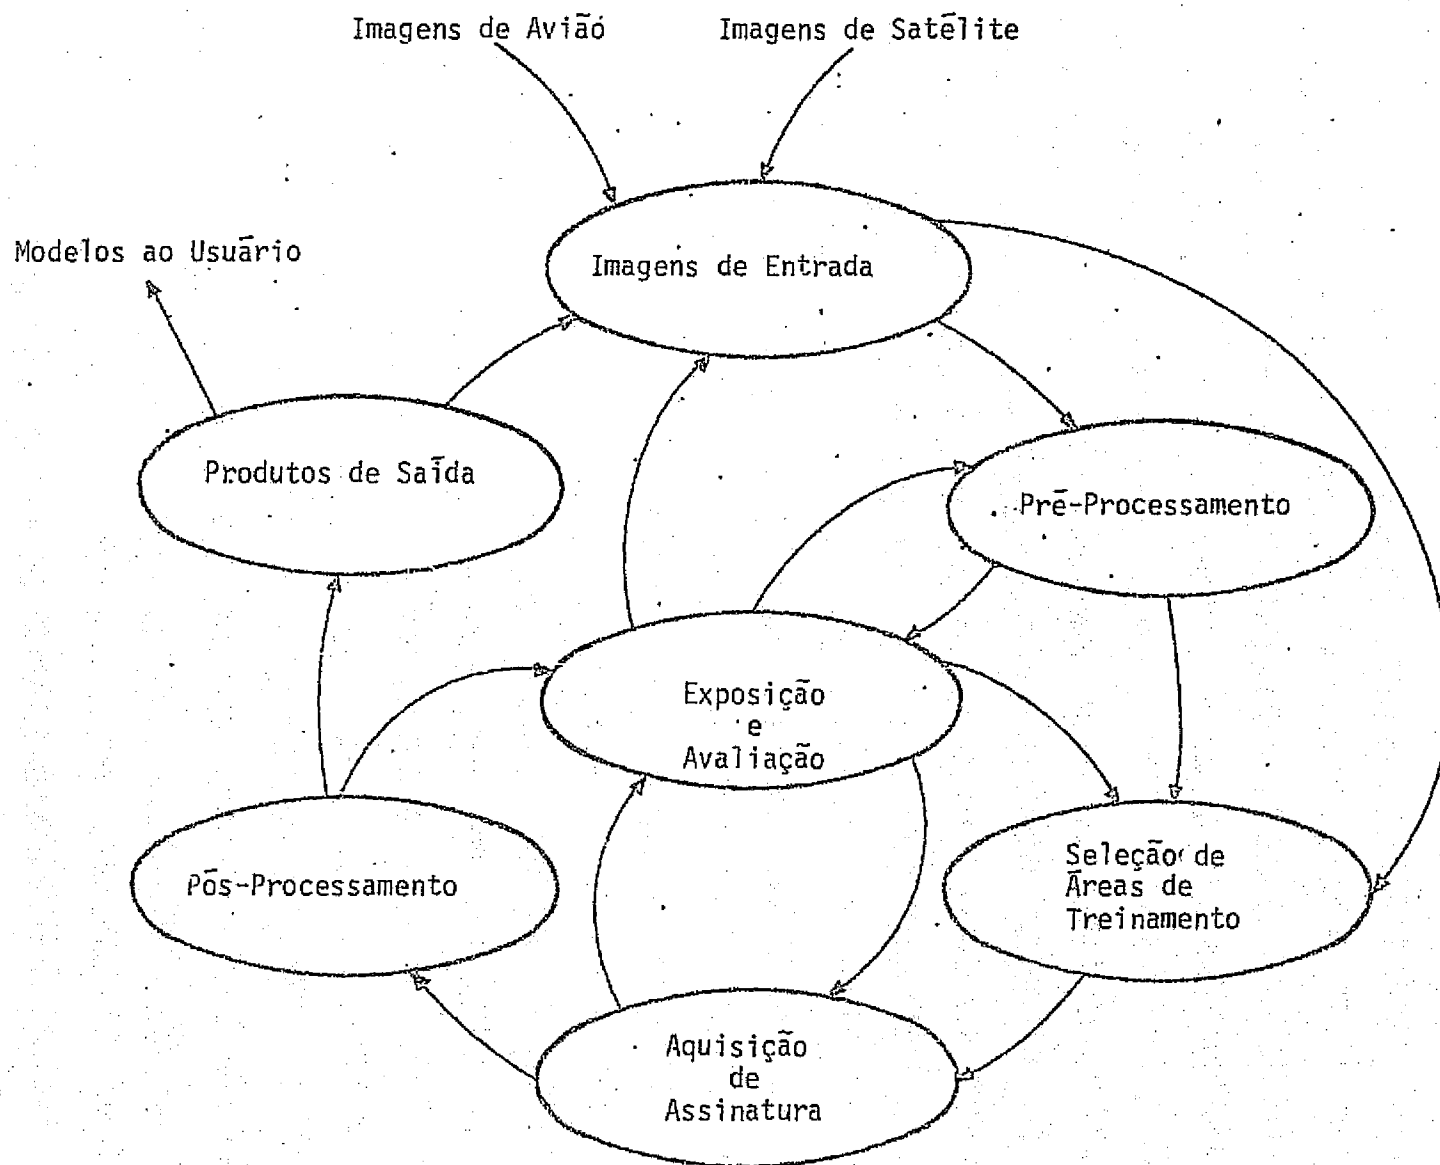 Imagens de Avião
Imagens de Satélite
Modelos ao Usuário
Imagens de Entrada
Produtos de Saída
Pré-Processamento
Exposição
e
Avaliação
Pós-Processamento
Seleção de
Áreas de
Treinamento
Aquisição
de
Assinatura